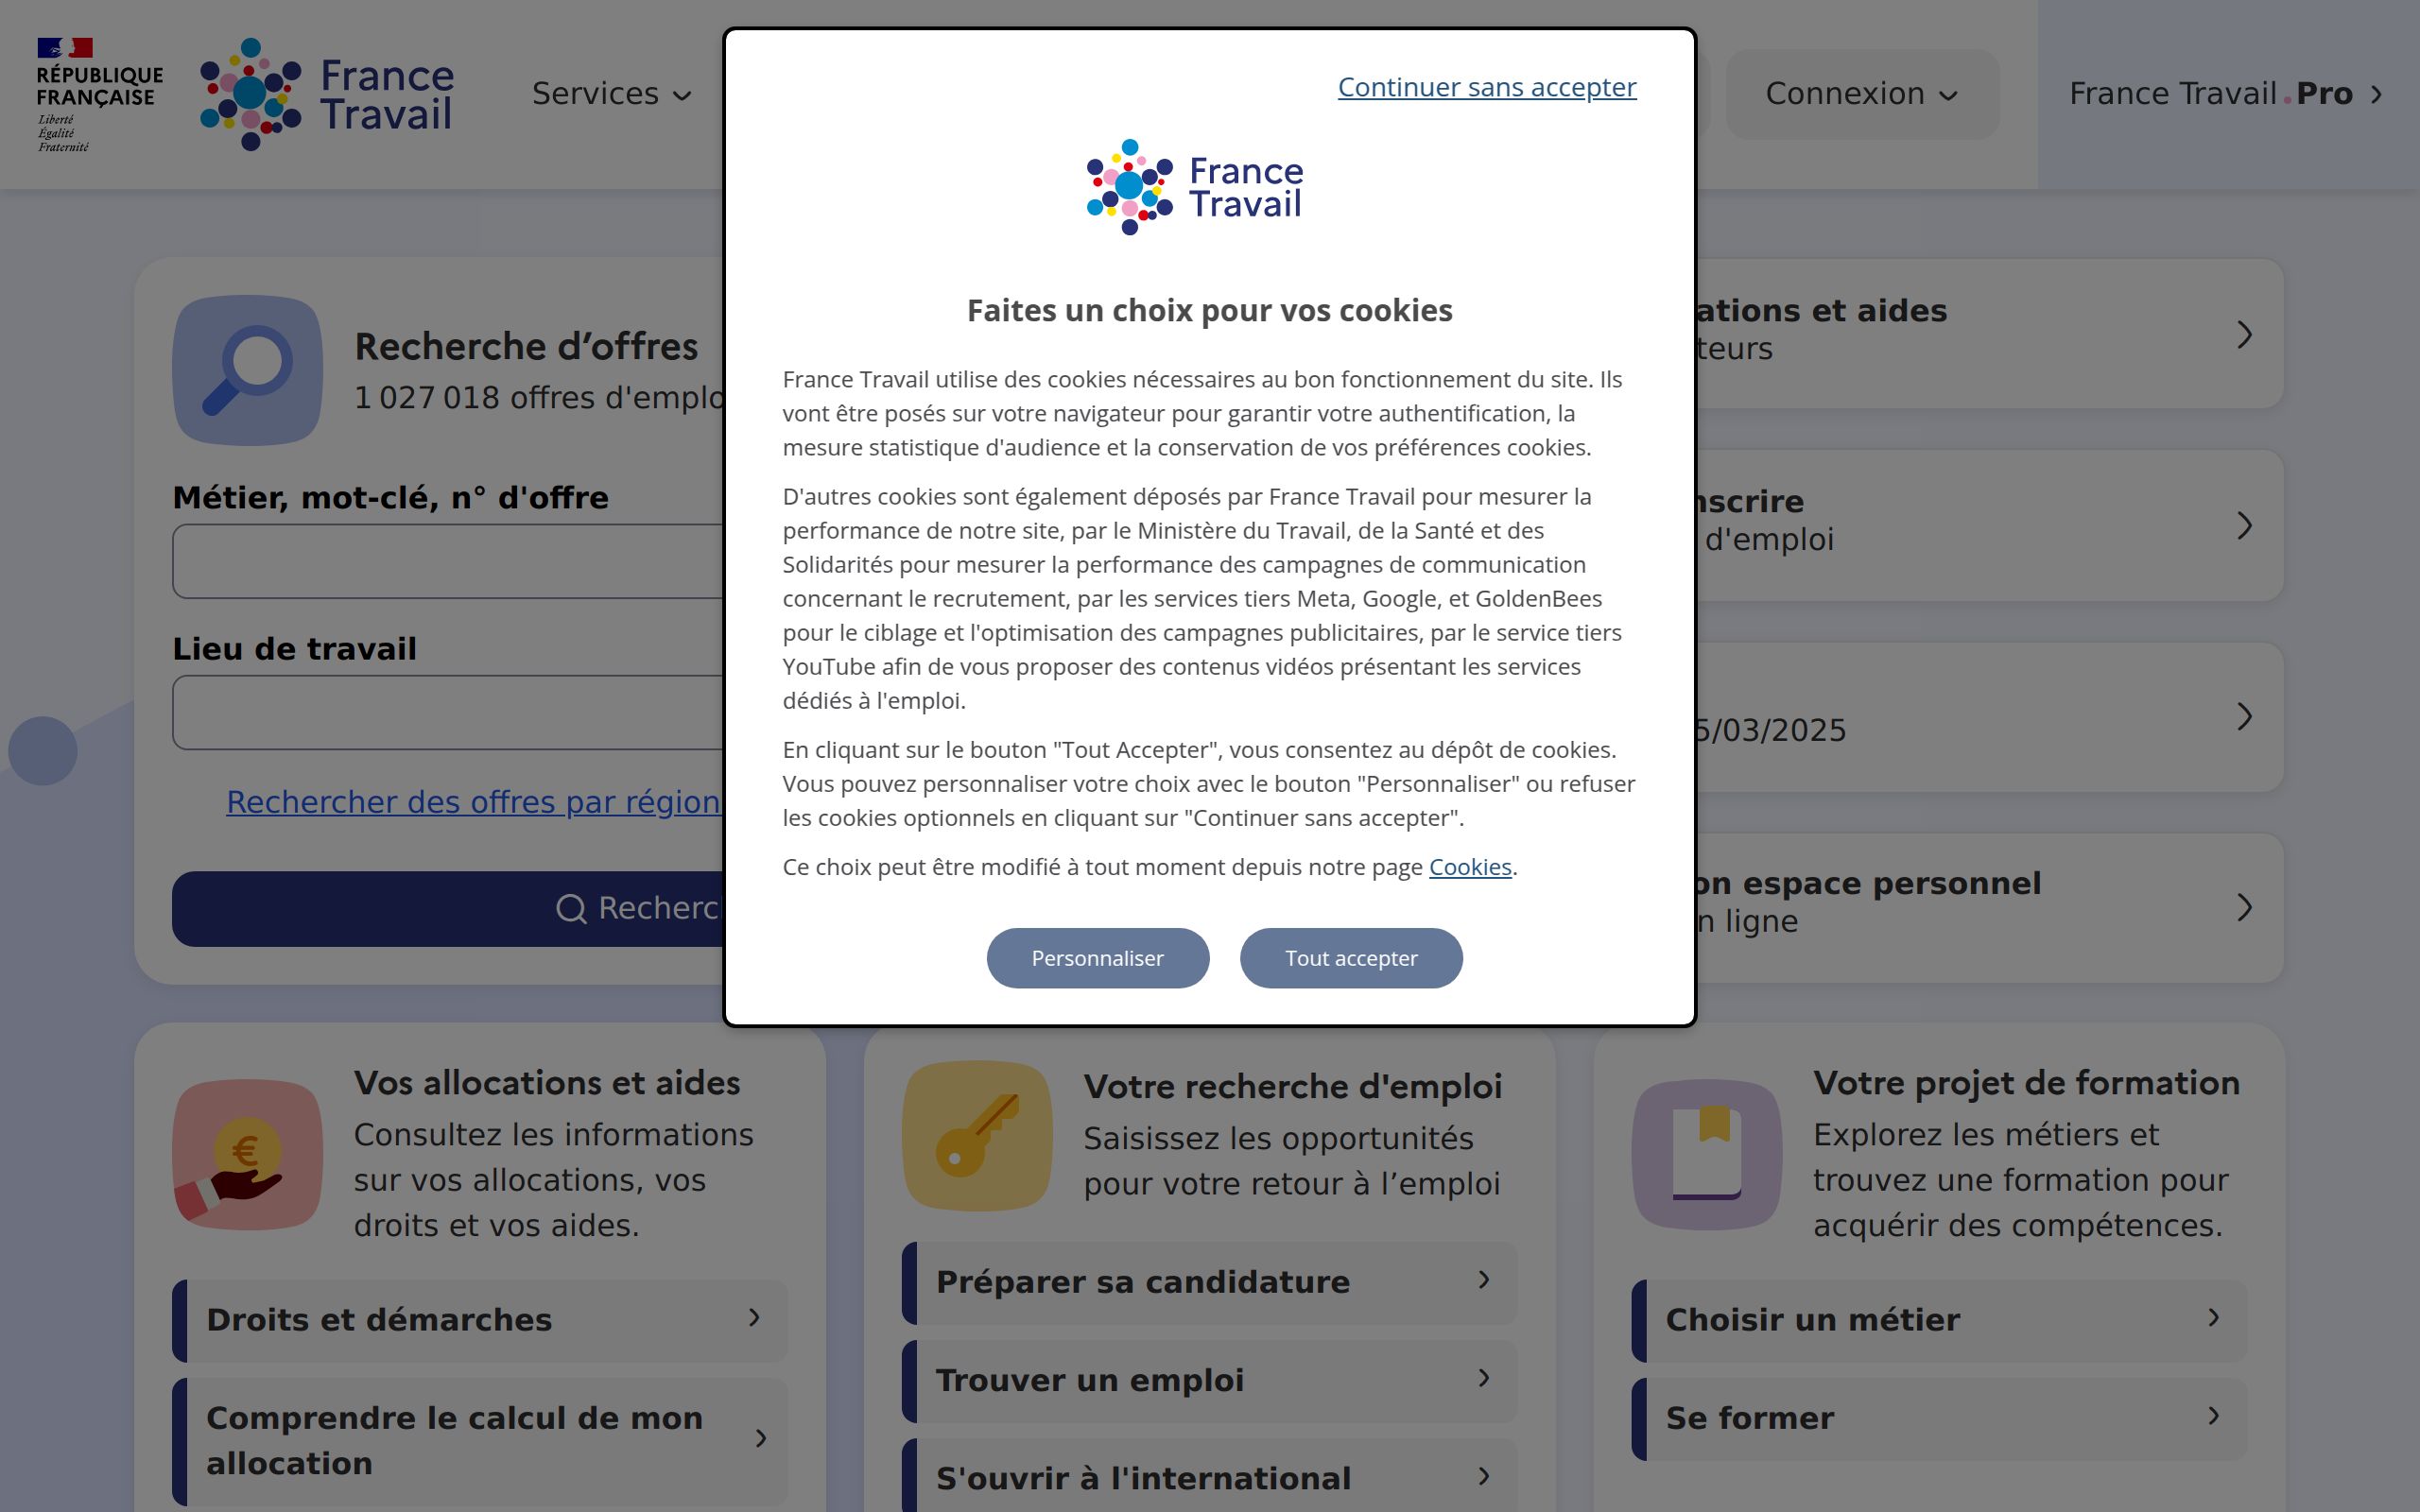 RÉPUBLIQUE
FRANÇAISE
Liberté
Égalité
Fraternité
France
Travail
Services
Connexion
France Travail.Pro
Continuer sans accepter
France
Travail
Faites un choix pour vos cookies
France Travail utilise des cookies nécessaires au bon fonctionnement du site. Ils
vont être posés sur votre navigateur pour garantir votre authentification, la
mesure statistique d'audience et la conservation de vos préférences cookies.
D'autres cookies sont également déposés par France Travail pour mesurer la
performance de notre site, par le Ministère du Travail, de la Santé et des
Solidarités pour mesurer la performance des campagnes de communication
concernant le recrutement, par les services tiers Meta, Google, et GoldenBees
pour le ciblage et l'optimisation des campagnes publicitaires, par le service tiers
YouTube afin de vous proposer des contenus vidéos présentant les services
dédiés à l'emploi.
En cliquant sur le bouton "Tout Accepter", vous consentez au dépôt de cookies.
Vous pouvez personnaliser votre choix avec le bouton "Personnaliser" ou refuser
les cookies optionnels en cliquant sur "Continuer sans accepter".
Ce choix peut être modifié à tout moment depuis notre page Cookies.
Personnaliser
Tout accepter
Recherche d’offres
1 027 018 offres d'emplo
Métier, mot-clé, n° d'offre
Lieu de travail
Rechercher des offres par région
Recherc
ations et aides
teurs
nscrire
d'emploi
5/03/2025
on espace personnel
n ligne
Vos allocations et aides
Consultez les informations
sur vos allocations, vos
droits et vos aides.
Droits et démarches
Comprendre le calcul de mon
allocation
Votre recherche d'emploi
Saisissez les opportunités
pour votre retour à l’emploi
Préparer sa candidature
Trouver un emploi
S'ouvrir à l'international
Votre projet de formation
Explorez les métiers et
trouvez une formation pour
acquérir des compétences.
Choisir un métier
Se former